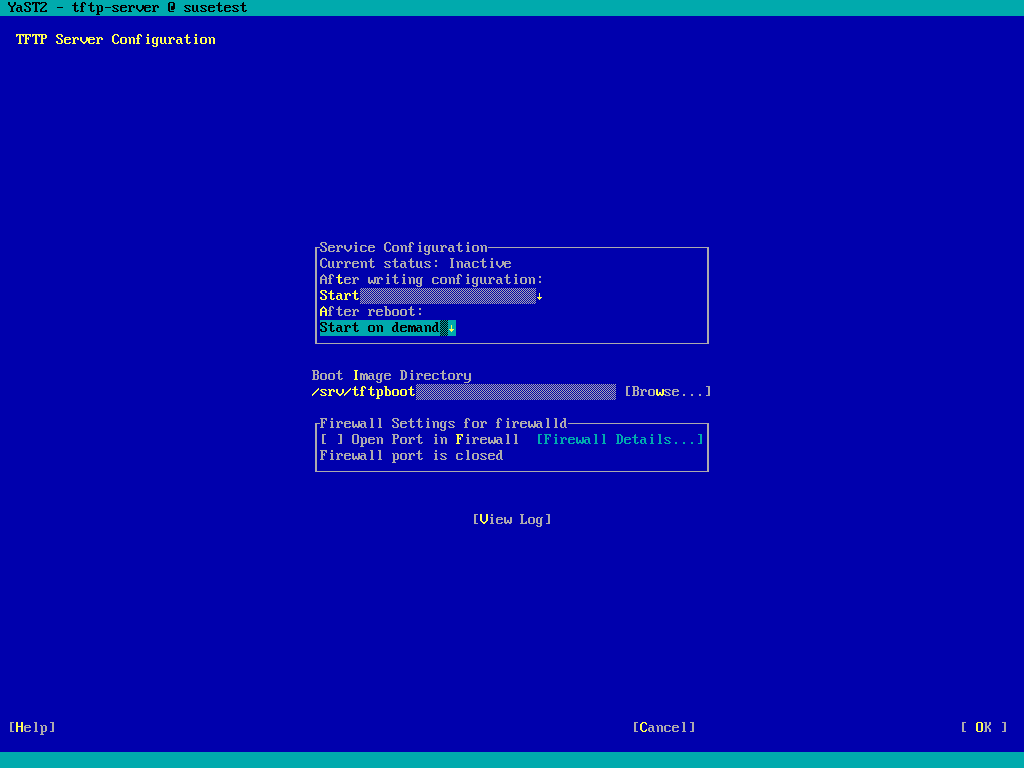 YaST2 - tftp-server @ susetest
TFTP Server Configuration
Service Configuration
Current status: Inactive
After writing configuration:
Start↓
After reboot:
Start on demand↓
Boot Image Directory
/srv/tftpboot [Browse...]
Firewall Settings for firewalld
[ ] Open Port in Firewall [Firewall Details...]
Firewall port is closed
[View Log]
[Help] [Cancel] [ OK ]